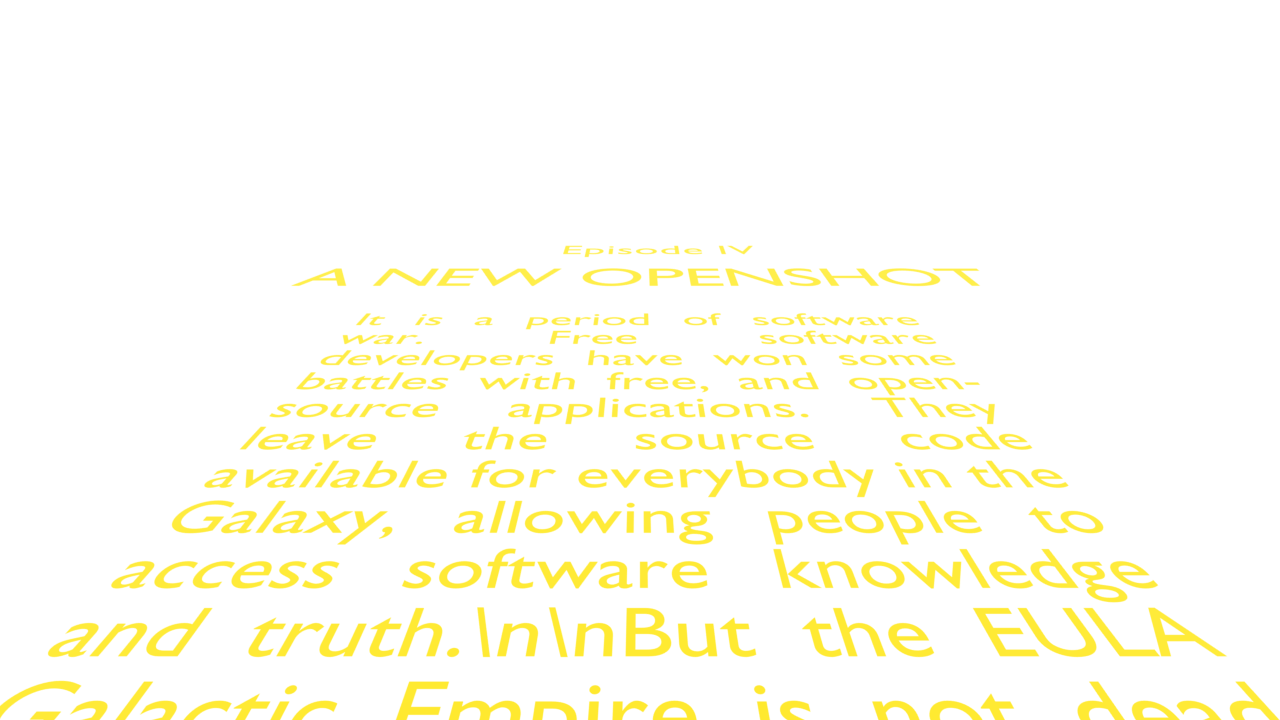 Episode IV
A NEW OPENSHOT
It is a period of software
war. Free software
developers have won some
battles with free, and open-
source applications. They
leave the source code
available for everybody in the
Galaxy, allowing people to
access software knowledge
and truth.\n\nBut the EULA
Galactic Empire is not dead